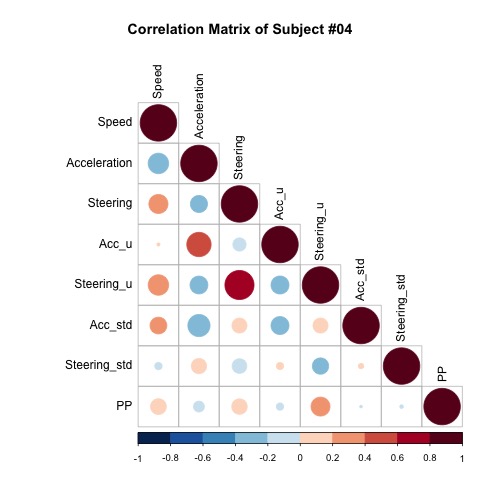 Correlation Matrix of Subject #04
Speed
Acceleration
Steering
Acc_u
Steering_u
Acc_std
Steering_std
PP
Speed
Acceleration
Steering
Acc_u
Steering_u
Acc_std
Steering_std
PP
-1 -0.8 -0.6 -0.4 -0.2 0 0.2 0.4 0.6 0.8 1